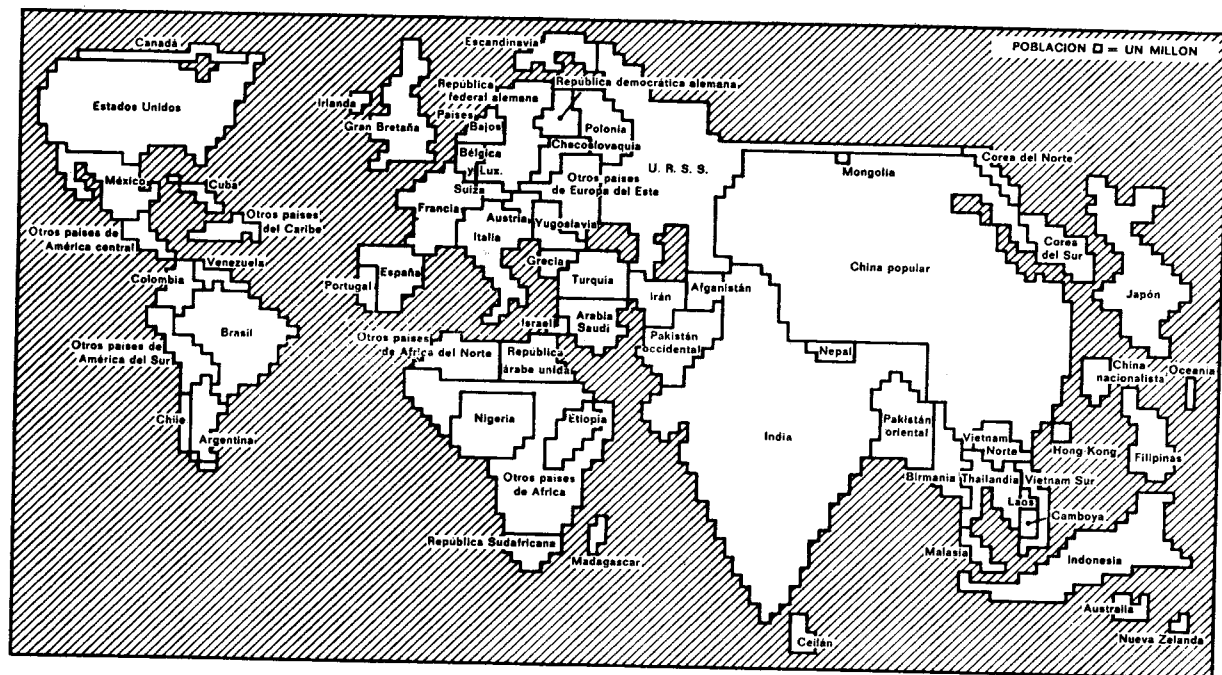 POBLACION = UN MILLON
Canadá
Estados Unidos
México
Cuba
Otros países
del Caribe
Otros países de
América central
Venezuela
Colombia
Brasil
Otros países de
América del Sur
Chile
Argentina
Irlanda
Gran Bretaña
Escandinavia
República
federal alemana
República democrática alemana
Países
Bajos
Polonia
Checoslovaquia
Bélgica
y Lux.
Suiza
Otros países
de Europa del Este
U. R. S. S.
Francia
Austria
Yugoslavia
Italia
Grecia
España
Portugal
Turquía
Irán
Afganistán
Israel
Arabia
Saudí
Pakistán
occidental
Otros países
de Africa del Norte
República
árabe unida
Nigeria
Etiopía
Otros países
de Africa
República Sudafricana
Madagascar
Mongolia
China popular
Corea del Norte
Corea
del Sur
Japón
Nepal
India
Pakistán
oriental
China
nacionalista
Oceanía
Vietnam
Norte
Hong-Kong
Filipinas
Birmania
Thailandia
Vietnam Sur
Laos
Camboya
Malasia
Indonesia
Australia
Nueva Zelanda
Ceilán